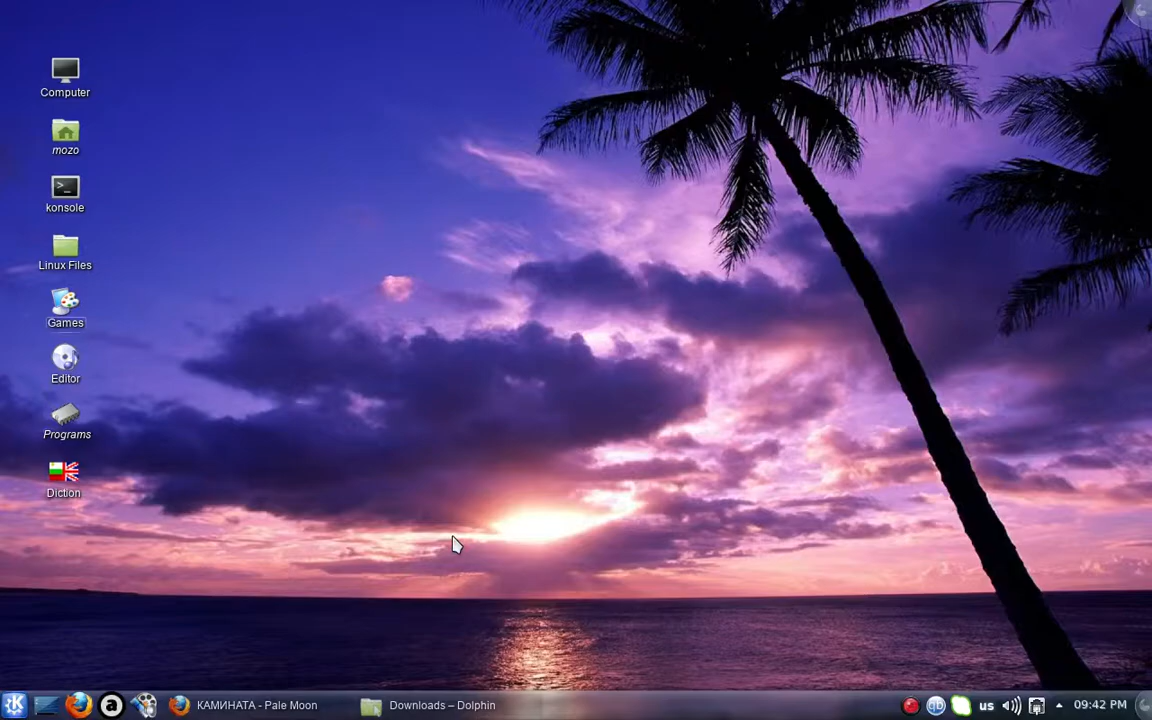 Computer
mozo
konsole
Linux Files
Games
Editor
Programs
Diction
КАМИНАТА - Pale Moon
Downloads – Dolphin
us
09:42 PM